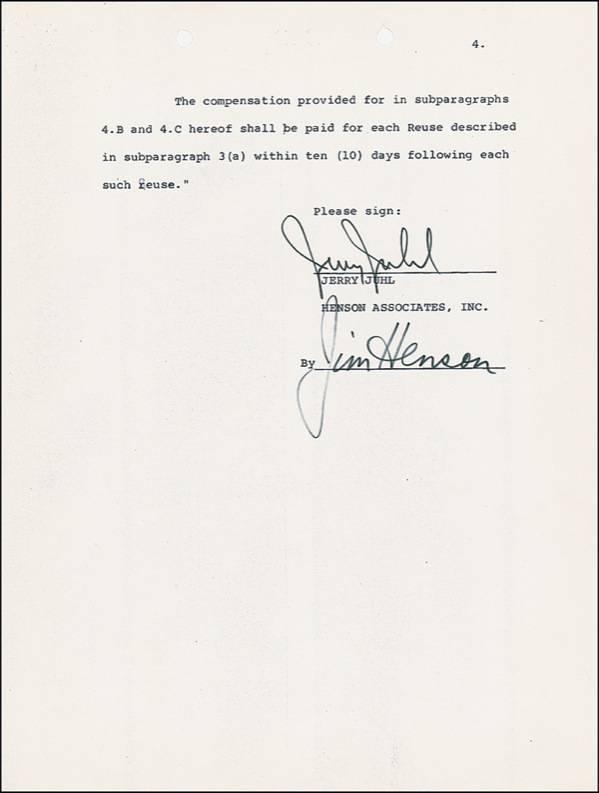 4.
The compensation provided for in subparagraphs
4.B and 4.C hereof shall be paid for each Reuse described
in subparagraph 3(a) within ten (10) days following each
such Reuse."
Please sign:
Jerry Juhl
JERRY JUHL
HENSON ASSOCIATES, INC.
By Jim Henson